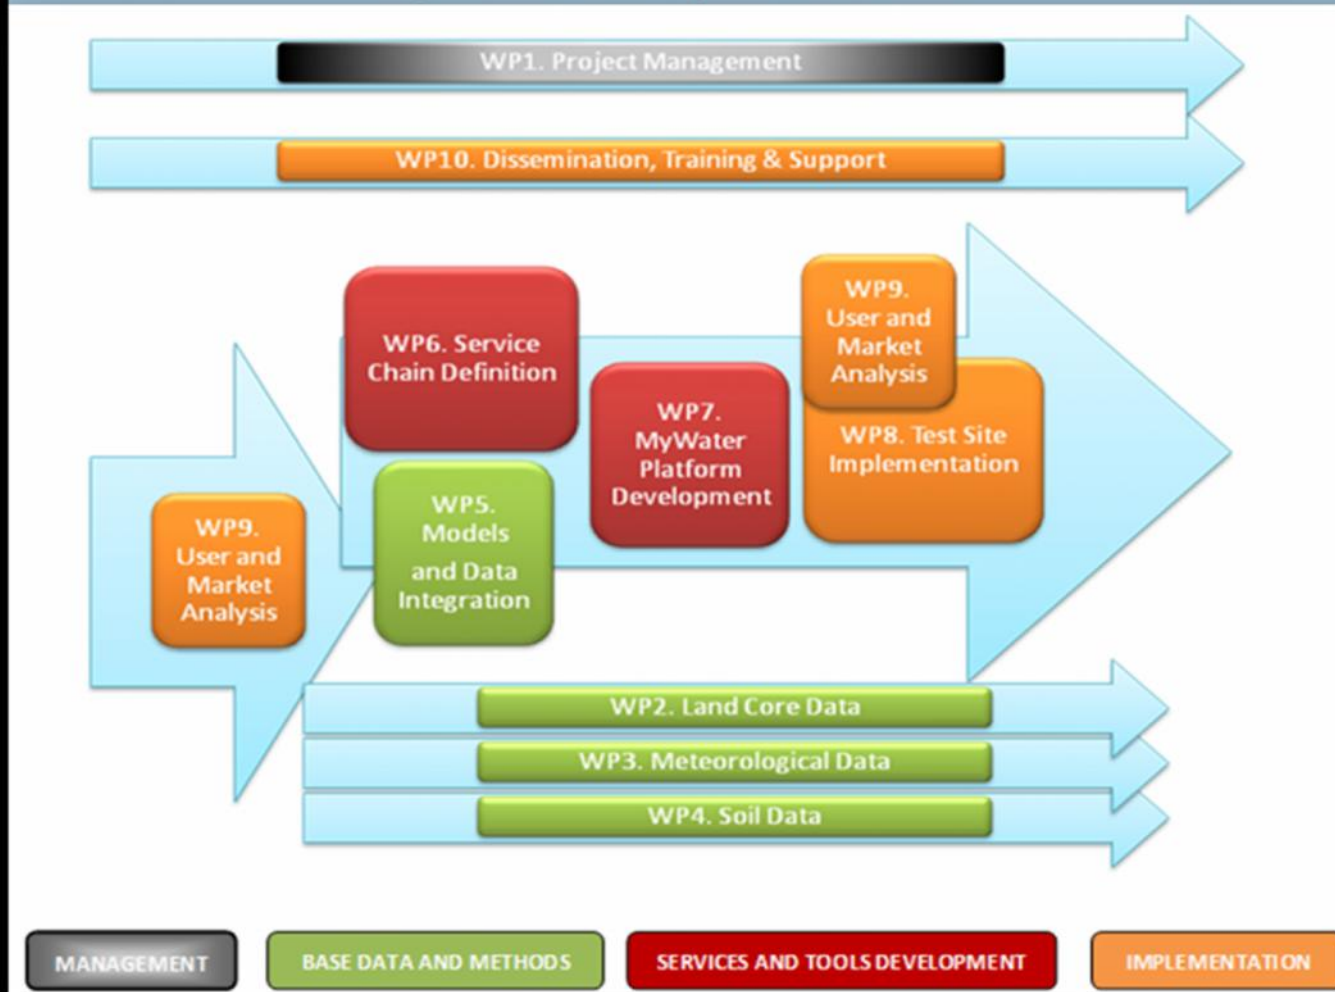 WP1. Project Management
WP10. Dissemination, Training & Support
WP6. Service
Chain Definition
WP9.
User and
Market
Analysis
WP7.
MyWater
Platform
Development
WP8. Test Site
Implementation
WP9.
User and
Market
Analysis
WP5.
Models
and Data
Integration
WP2. Land Core Data
WP3. Meteorological Data
WP4. Soil Data
MANAGEMENT
BASE DATA AND METHODS
SERVICES AND TOOLS DEVELOPMENT
IMPLEMENTATION